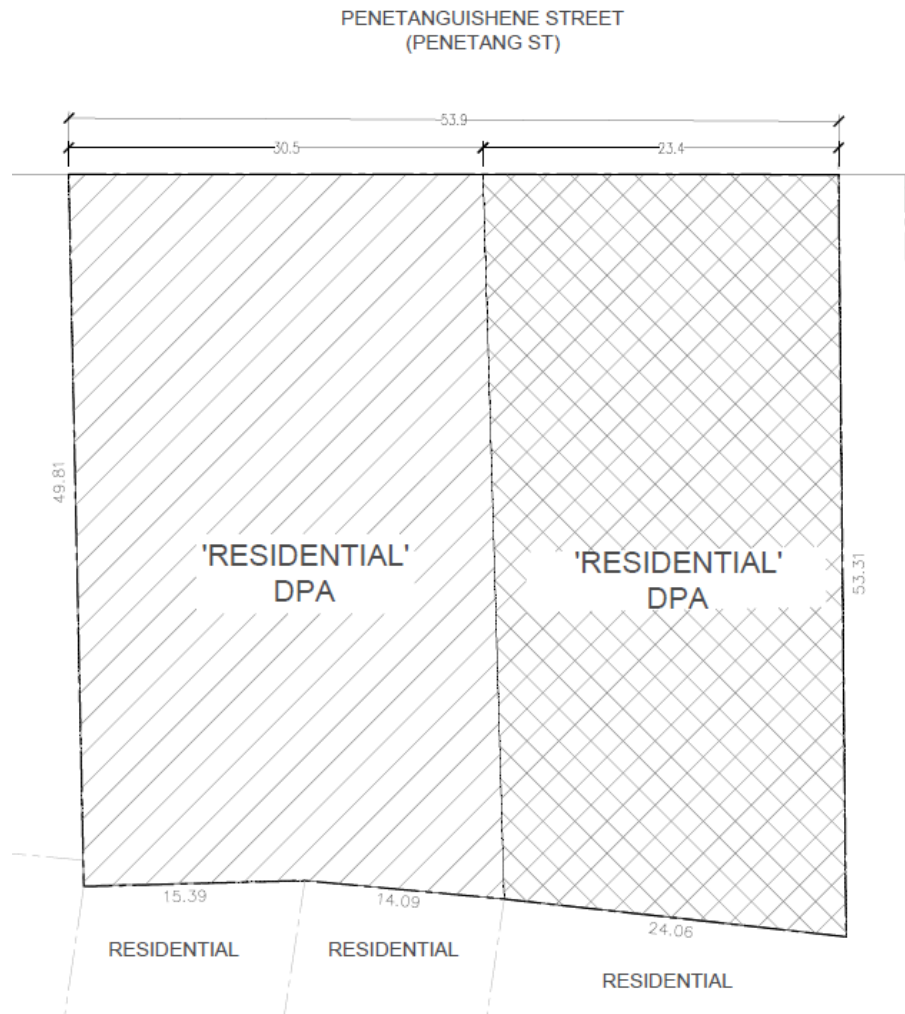 PENETANGUISHENE STREET
(PENETANG ST)
53.9
30.5
23.4
49.81
'RESIDENTIAL'
DPA
'RESIDENTIAL'
DPA
53.31
15.39
14.09
24.06
RESIDENTIAL
RESIDENTIAL
RESIDENTIAL